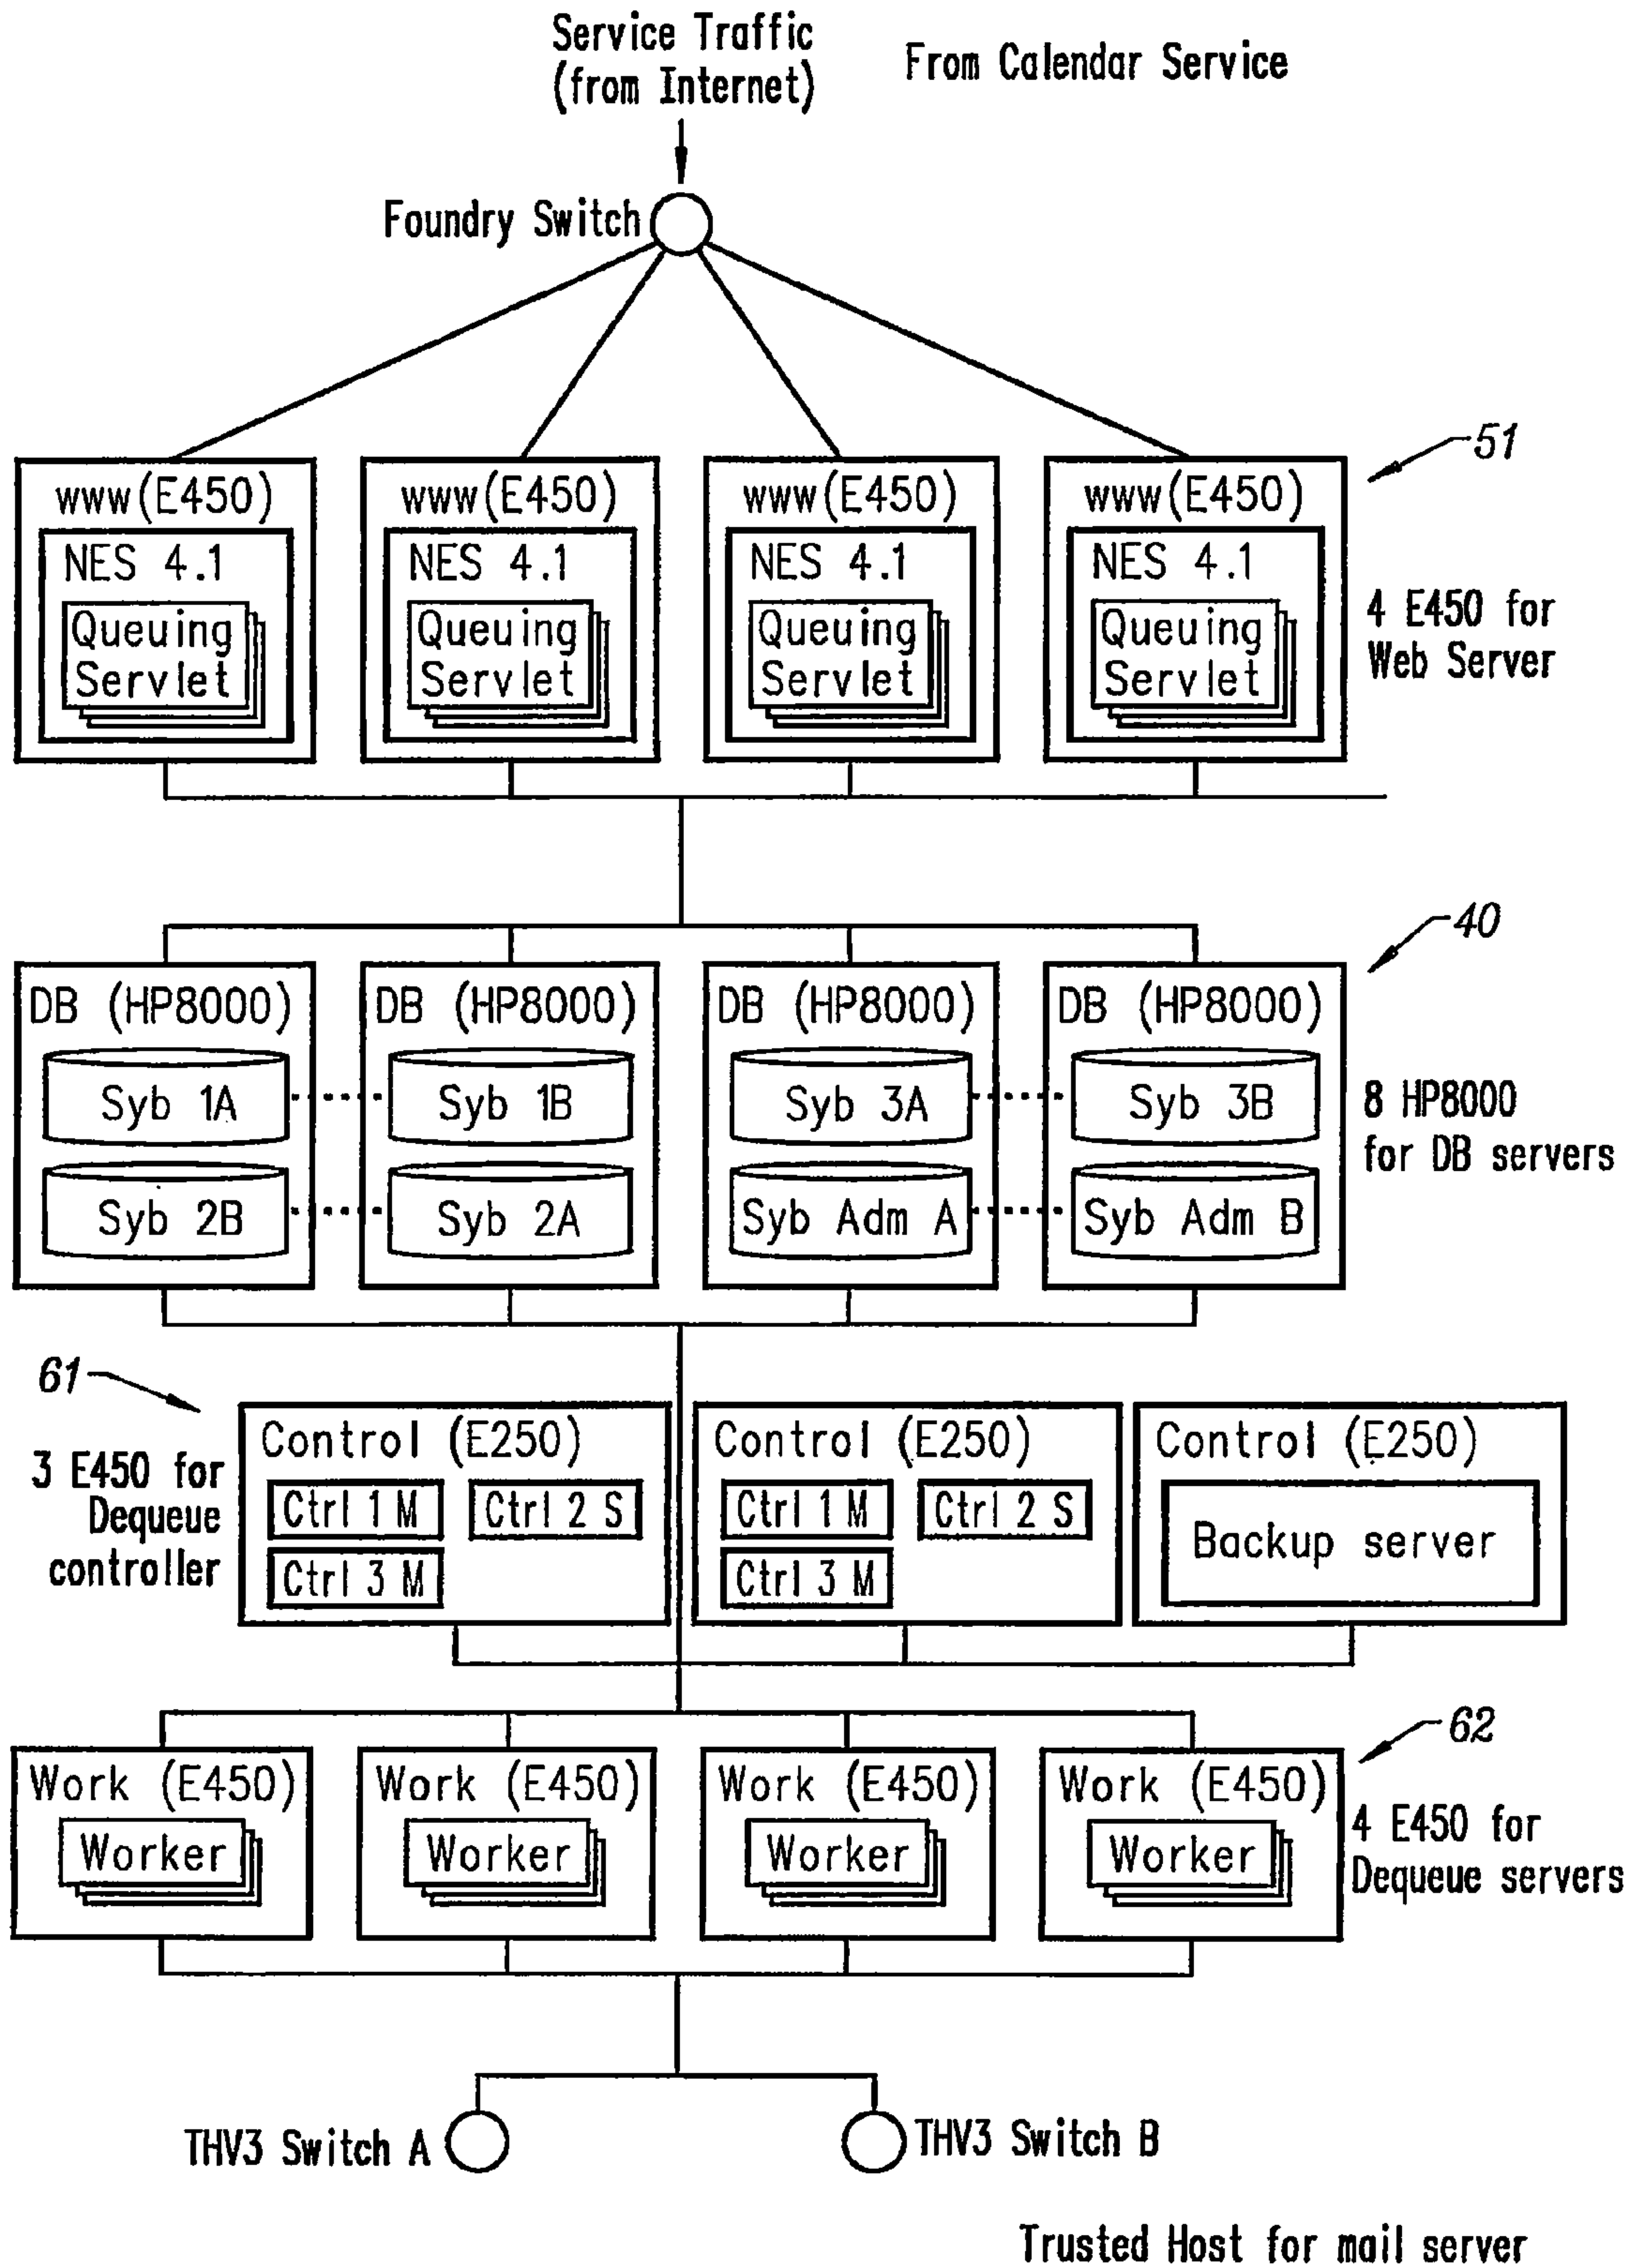 Service Traffic
(from Internet)
From Calendar Service
Foundry Switch
51
www(E450)
NES 4.1
Queuing
Servlet
www(E450)
NES 4.1
Queuing
Servlet
www(E450)
NES 4.1
Queuing
Servlet
www(E450)
NES 4.1
Queuing
Servlet
4 E450 for
Web Server
40
DB (HP8000)
Syb 1A
Syb 2B
DB (HP8000)
Syb 1B
Syb 2A
DB (HP8000)
Syb 3A
Syb Adm A
DB (HP8000)
Syb 3B
Syb Adm B
8 HP8000
for DB servers
61
3 E450 for
Dequeue
controller
Control (E250)
Ctrl 1 M
Ctrl 2 S
Ctrl 3 M
Control (E250)
Ctrl 1 M
Ctrl 2 S
Ctrl 3 M
Control (E250)
Backup server
62
Work (E450)
Worker
Work (E450)
Worker
Work (E450)
Worker
Work (E450)
Worker
4 E450 for
Dequeue servers
THV3 Switch A
THV3 Switch B
Trusted Host for mail server